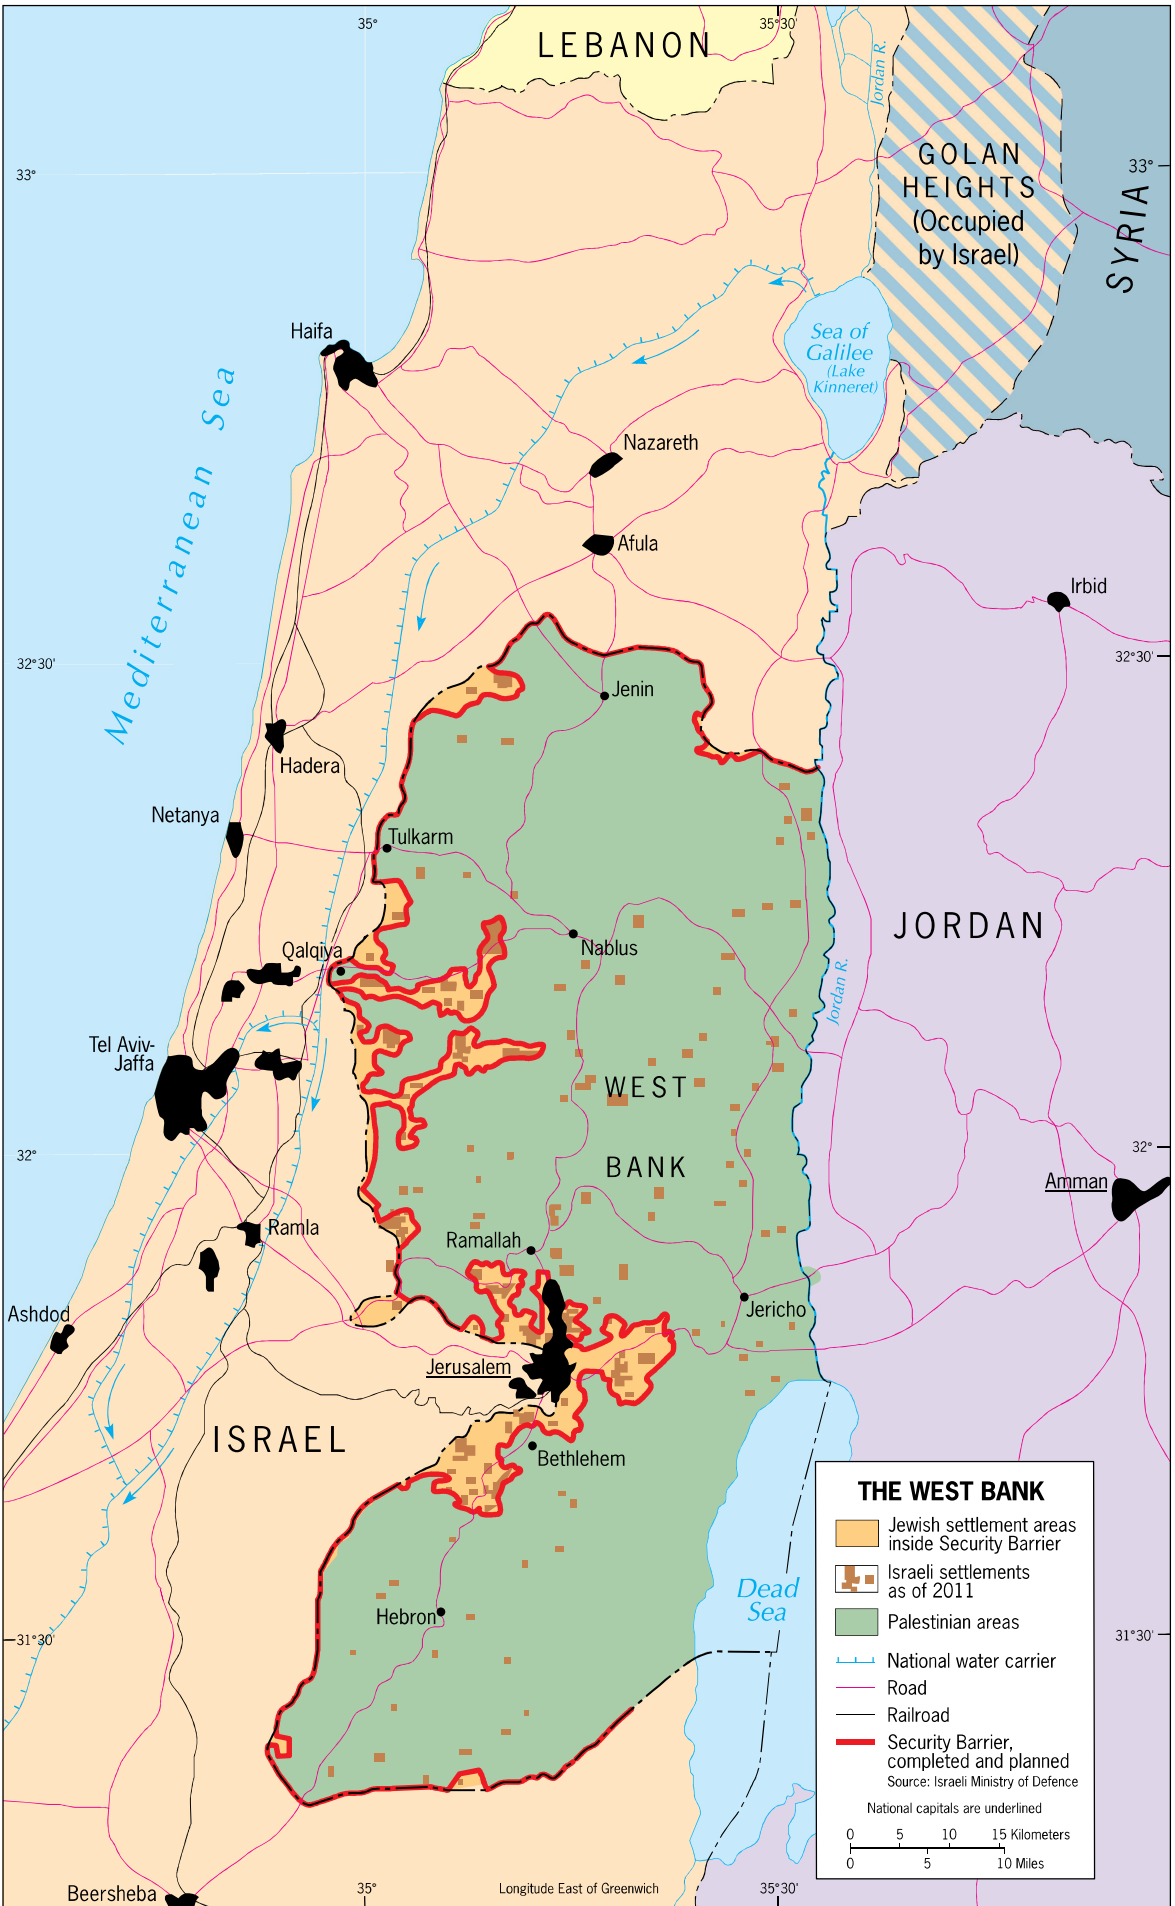 35°
35°30'
LEBANON
Jordan R.
GOLAN
HEIGHTS
(Occupied
by Israel)
33°
33°
SYRIA
Haifa
Sea of
Galilee
(Lake
Kinneret)
Mediterranean Sea
Nazareth
Afula
Irbid
32°30'
32°30'
Jenin
Hadera
Netanya
Tulkarm
JORDAN
Nablus
Qalqiya
Jordan R.
Tel Aviv-
Jaffa
WEST
BANK
32°
32°
Amman
Ramla
Ramallah
Jericho
Ashdod
Jerusalem
ISRAEL
Bethlehem
THE WEST BANK
Jewish settlement areas
inside Security Barrier
Israeli settlements
as of 2011
Palestinian areas
National water carrier
Road
Railroad
Security Barrier,
completed and planned
Source: Israeli Ministry of Defence
National capitals are underlined
0 5 10 15 Kilometers
0 5 10 Miles
Dead
Sea
Hebron
31°30'
31°30'
Beersheba
35°
Longitude East of Greenwich
35°30'